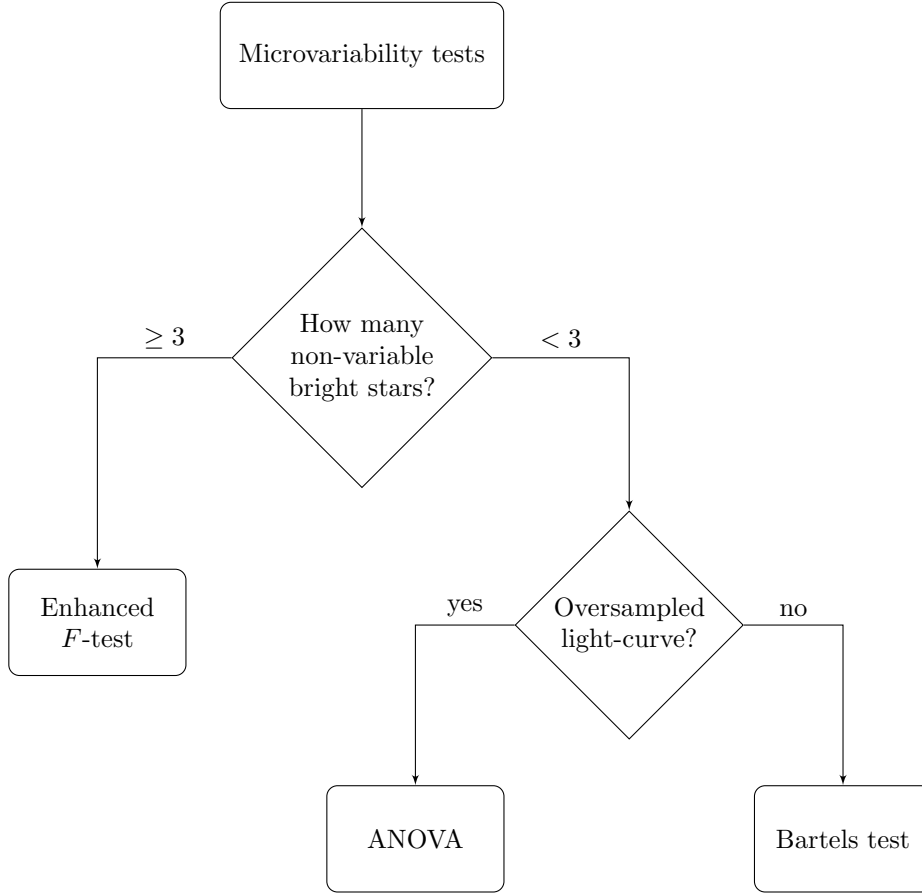 Microvariability tests
How many
non-variable
bright stars?
≥ 3
< 3
Enhanced
F-test
Oversampled
light-curve?
yes
no
ANOVA
Bartels test